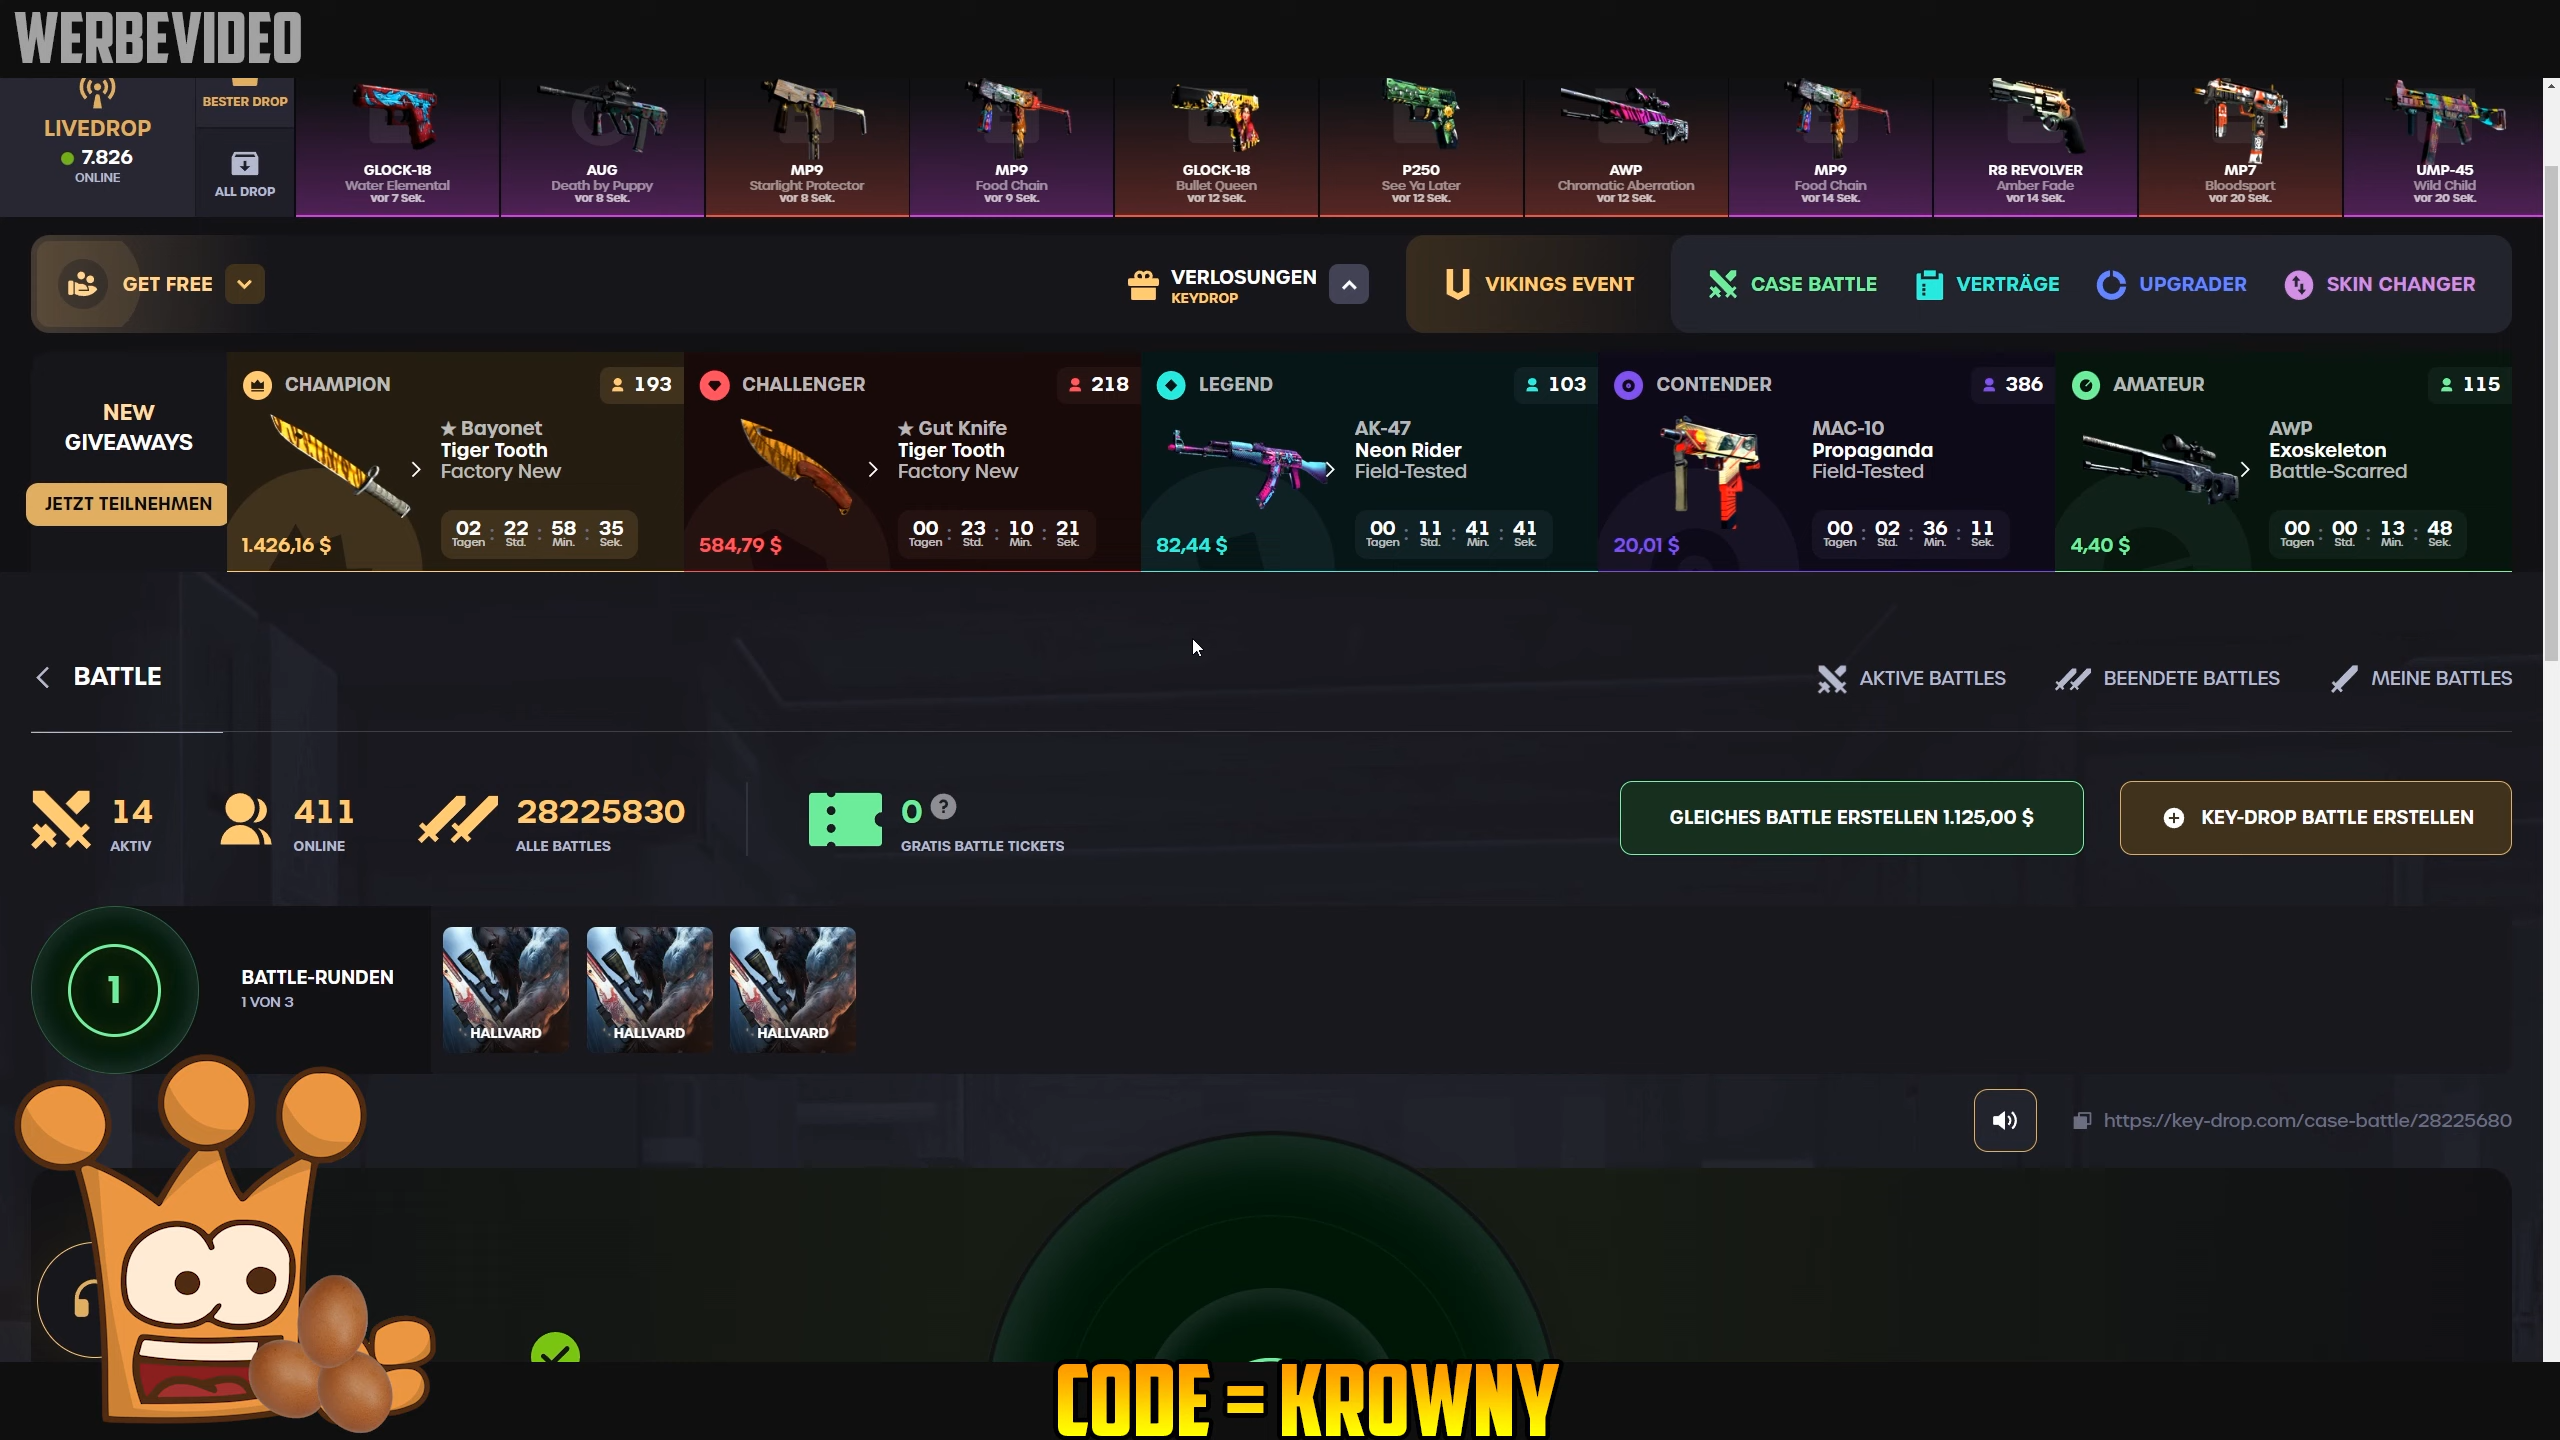 WERBEVIDEO
LIVEDROP
7.826
ONLINE
BESTER DROP
ALL DROP
GLOCK-18
Water Elemental
vor 7 Sek.
AUG
Death by Puppy
vor 8 Sek.
MP9
Starlight Protector
vor 8 Sek.
MP9
Food Chain
vor 9 Sek.
GLOCK-18
Bullet Queen
vor 12 Sek.
P250
See Ya Later
vor 12 Sek.
AWP
Chromatic Aberration
vor 12 Sek.
MP9
Food Chain
vor 14 Sek.
R8 REVOLVER
Amber Fade
vor 14 Sek.
MP7
Bloodsport
vor 20 Sek.
UMP-45
Wild Child
vor 20 Sek.
GET FREE
VERLOSUNGEN
KEYDROP
VIKINGS EVENT
CASE BATTLE
VERTRÄGE
UPGRADER
SKIN CHANGER
NEW
GIVEAWAYS
JETZT TEILNEHMEN
CHAMPION
193
★ Bayonet
Tiger Tooth
Factory New
02 : 22 : 58 : 35
Tagen Std. Min. Sek.
1.426,16 $
CHALLENGER
218
★ Gut Knife
Tiger Tooth
Factory New
00 : 23 : 10 : 21
Tagen Std. Min. Sek.
584,79 $
LEGEND
103
AK-47
Neon Rider
Field-Tested
00 : 11 : 41 : 41
Tagen Std. Min. Sek.
82,44 $
CONTENDER
386
MAC-10
Propaganda
Field-Tested
00 : 02 : 36 : 11
Tagen Std. Min. Sek.
20,01 $
AMATEUR
115
AWP
Exoskeleton
Battle-Scarred
00 : 00 : 13 : 48
Tagen Std. Min. Sek.
4,40 $
BATTLE
AKTIVE BATTLES
BEENDETE BATTLES
MEINE BATTLES
14
AKTIV
411
ONLINE
28225830
ALLE BATTLES
0 ?
GRATIS BATTLE TICKETS
GLEICHES BATTLE ERSTELLEN 1.125,00 $
KEY-DROP BATTLE ERSTELLEN
1
BATTLE-RUNDEN
1 VON 3
HALLVARD
HALLVARD
HALLVARD
https://key-drop.com/case-battle/28225680
CODE = KROWNY